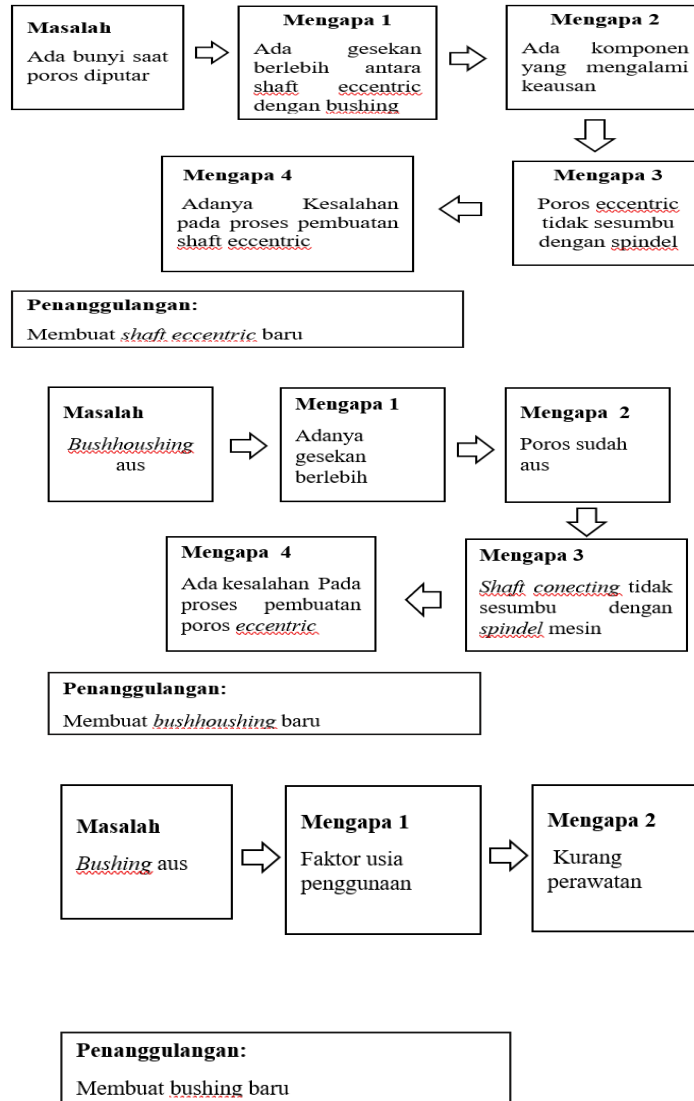 Masalah
Ada bunyi saat
poros diputar
Mengapa 1
Ada gesekan
berlebih antara
shaft eccentric
dengan bushing
Mengapa 2
Ada komponen
yang mengalami
keausan
Mengapa 3
Poros eccentric
tidak sesumbu
dengan spindel
Mengapa 4
Adanya Kesalahan
pada proses pembuatan
shaft eccentric
Penanggulangan:
Membuat shaft eccentric baru
Masalah
Bushhoushing
aus
Mengapa 1
Adanya
gesekan
berlebih
Mengapa 2
Poros sudah
aus
Mengapa 3
Shaft conecting tidak
sesumbu dengan
spindel mesin
Mengapa 4
Ada kesalahan Pada
proses pembuatan
poros eccentric
Penanggulangan:
Membuat bushhoushing baru
Masalah
Bushing aus
Mengapa 1
Faktor usia
penggunaan
Mengapa 2
Kurang
perawatan
Penanggulangan:
Membuat bushing baru